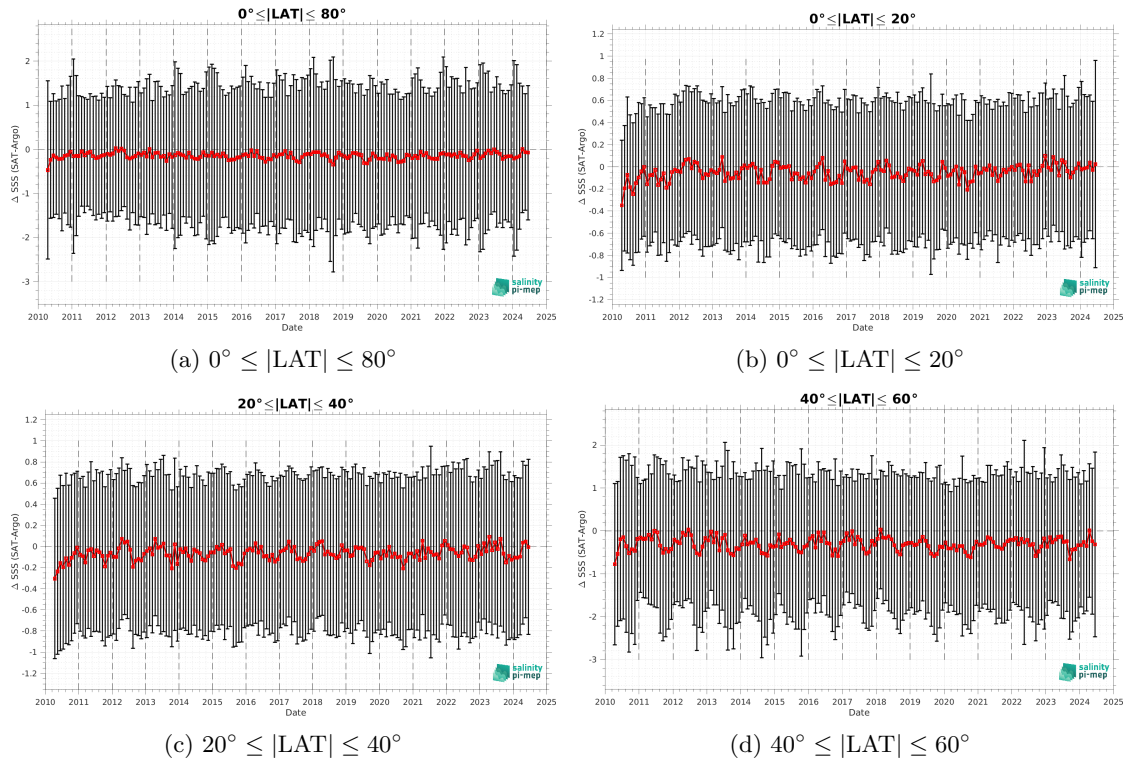 0°≤|LAT|≤ 80°
Δ SSS (SAT-Argo)
2
1
0
-1
-2
-3
2010 2011 2012 2013 2014 2015 2016 2017 2018 2019 2020 2021 2022 2023 2024 2025
Date
salinity
pi-mep
(a) 0° ≤ |LAT| ≤ 80°
0°≤|LAT|≤ 20°
Δ SSS (SAT-Argo)
1.2
1
0.8
0.6
0.4
0.2
0
-0.2
-0.4
-0.6
-0.8
-1
-1.2
2010 2011 2012 2013 2014 2015 2016 2017 2018 2019 2020 2021 2022 2023 2024 2025
Date
salinity
pi-mep
(b) 0° ≤ |LAT| ≤ 20°
20°≤|LAT|≤ 40°
Δ SSS (SAT-Argo)
1.2
1
0.8
0.6
0.4
0.2
0
-0.2
-0.4
-0.6
-0.8
-1
-1.2
2010 2011 2012 2013 2014 2015 2016 2017 2018 2019 2020 2021 2022 2023 2024 2025
Date
salinity
pi-mep
(c) 20° ≤ |LAT| ≤ 40°
40°≤|LAT|≤ 60°
Δ SSS (SAT-Argo)
2
1
0
-1
-2
-3
2010 2011 2012 2013 2014 2015 2016 2017 2018 2019 2020 2021 2022 2023 2024 2025
Date
salinity
pi-mep
(d) 40° ≤ |LAT| ≤ 60°